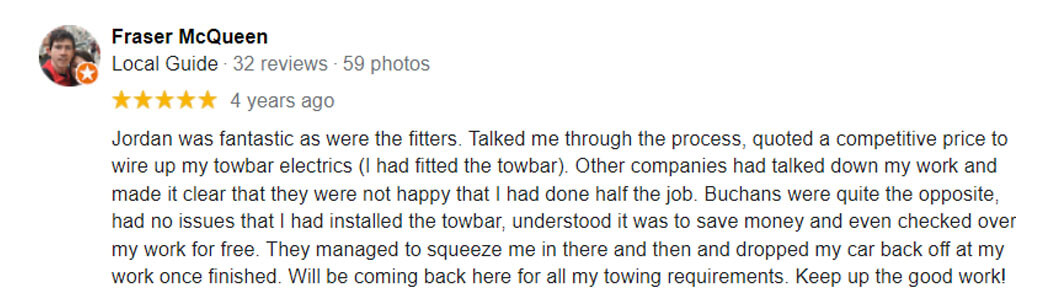 Fraser McQueen
Local Guide · 32 reviews · 59 photos
4 years ago
Jordan was fantastic as were the fitters. Talked me through the process, quoted a competitive price to
wire up my towbar electrics (I had fitted the towbar). Other companies had talked down my work and
made it clear that they were not happy that I had done half the job. Buchans were quite the opposite,
had no issues that I had installed the towbar, understood it was to save money and even checked over
my work for free. They managed to squeeze me in there and then and dropped my car back off at my
work once finished. Will be coming back here for all my towing requirements. Keep up the good work!